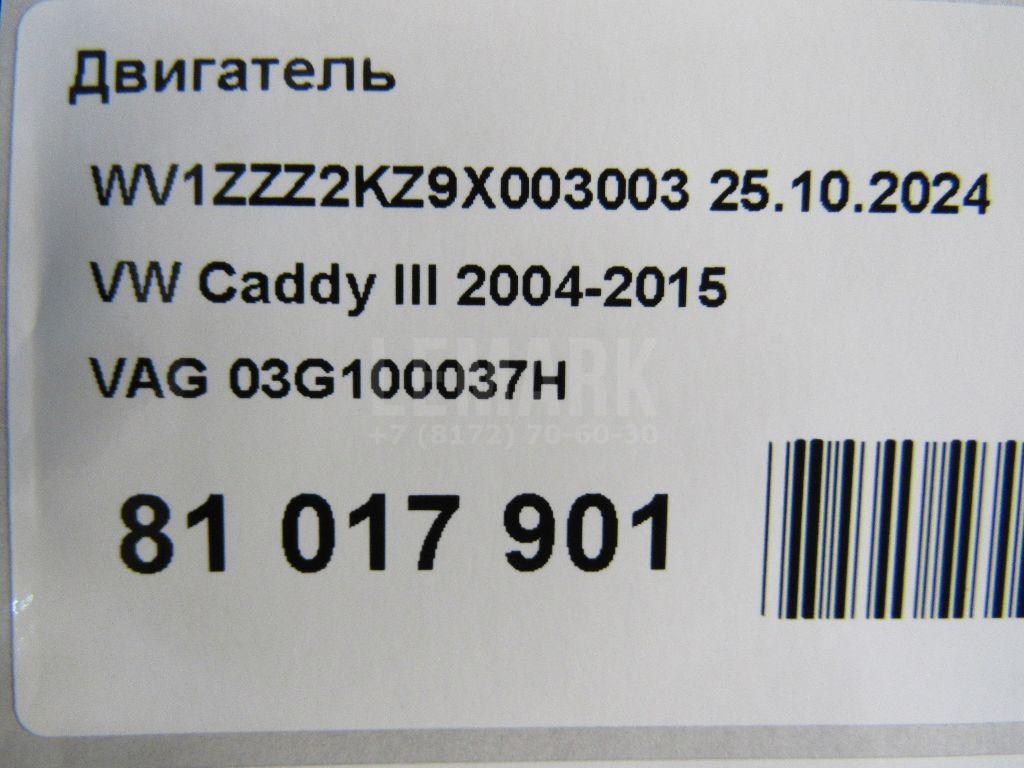 Двигатель
WV1ZZZ2KZ9X003003 25.10.2024
VW Caddy III 2004-2015
VAG 03G100037H
LEMARK
+7 (8172) 70-60-30
81 017 901